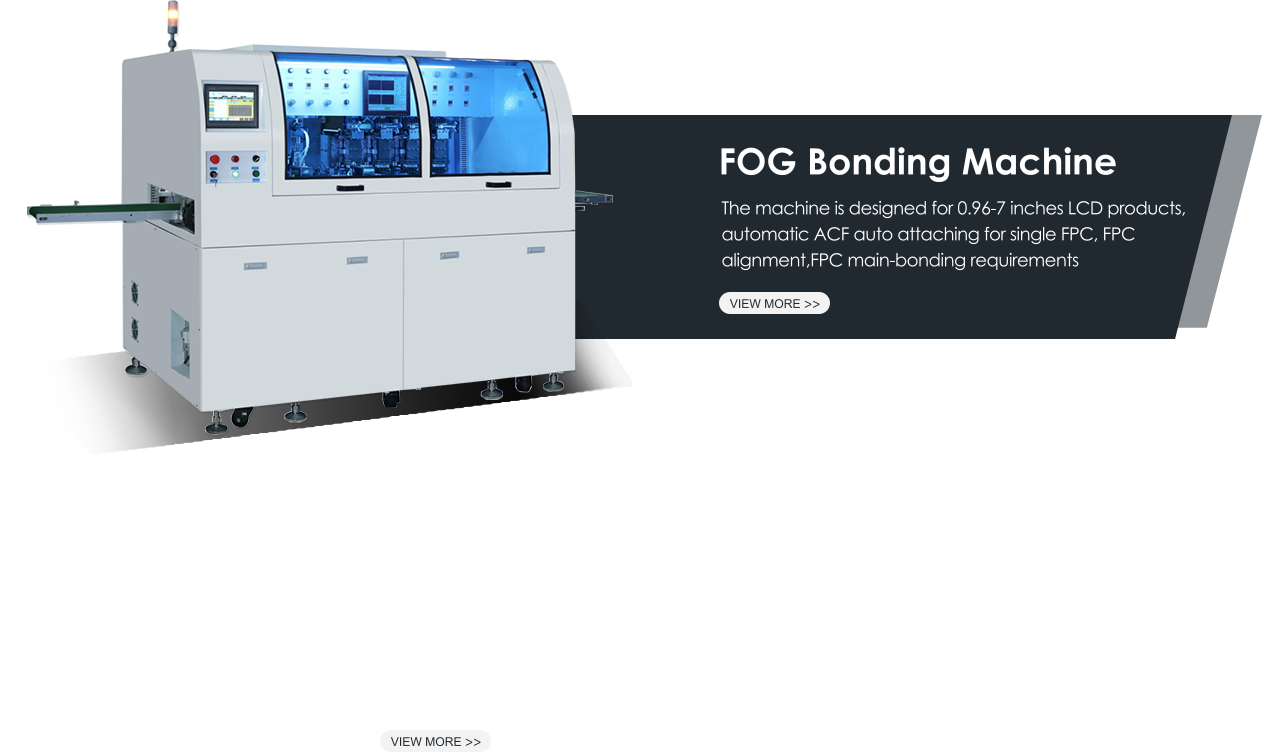 FOG Bonding Machine
The machine is designed for 0.96-7 inches LCD products,
automatic ACF auto attaching for single FPC, FPC
alignment,FPC main-bonding requirements
VIEW MORE >>
VIEW MORE >>